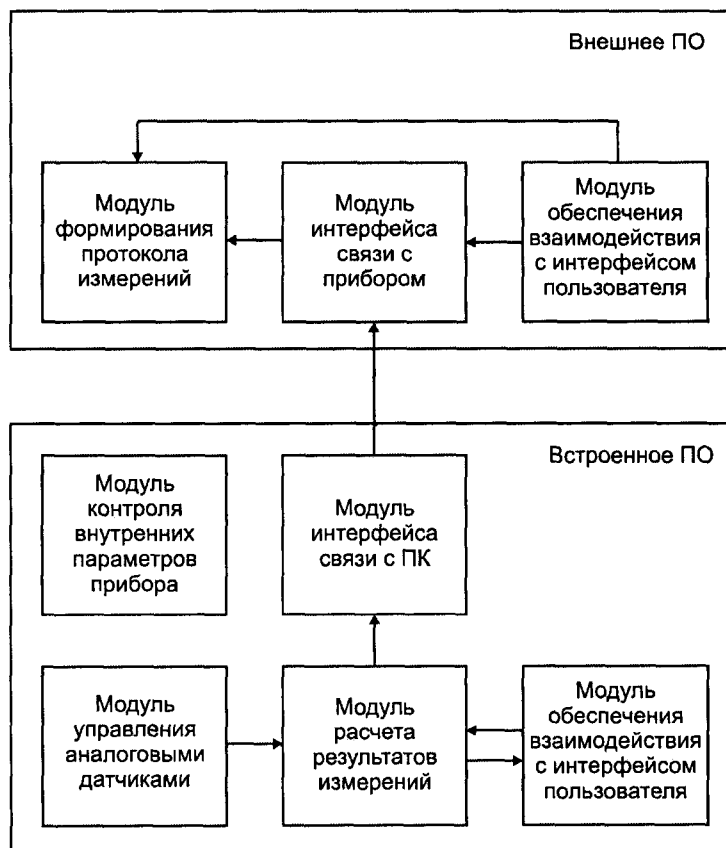 Внешнее ПО
Модуль
формирования
протокола
измерений
Модуль
интерфейса
связи с
прибором
Модуль
обеспечения
взаимодействия
с интерфейсом
пользователя
Встроенное ПО
Модуль
контроля
внутренних
параметров
прибора
Модуль
интерфейса
связи с ПК
Модуль
управления
аналоговыми
датчиками
Модуль
расчета
результатов
измерений
Модуль
обеспечения
взаимодействия
с интерфейсом
пользователя